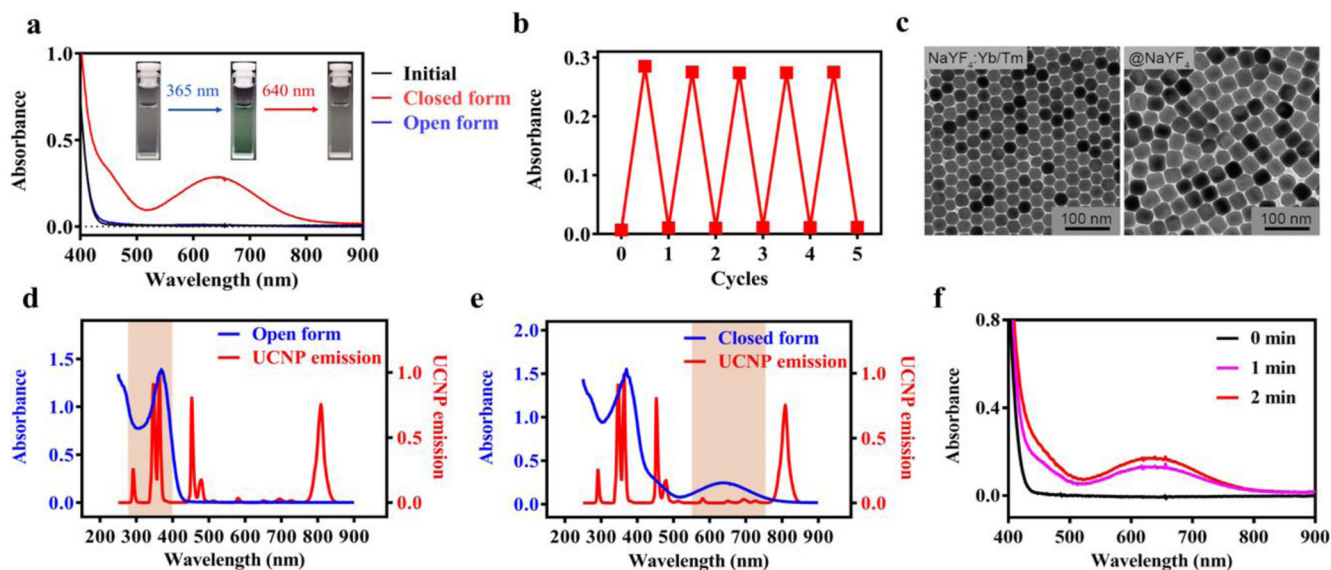 a
1.0
0.5
0.0
Absorbance
400 500 600 700 800 900
Wavelength (nm)
365 nm
640 nm
Initial
Closed form
Open form
b
0.3
0.2
0.1
0.0
Absorbance
0 1 2 3 4 5
Cycles
c
NaYF4:Yb/Tm
100 nm
@NaYF4
100 nm
d
Open form
UCNP emission
1.5
1.0
0.5
0.0
Absorbance
1.0
0.5
0.0
UCNP emission
200 300 400 500 600 700 800 900
Wavelength (nm)
e
Closed form
UCNP emission
2.0
1.5
1.0
0.5
0.0
Absorbance
1.0
0.5
0.0
UCNP emission
200 300 400 500 600 700 800 900
Wavelength (nm)
f
0 min
1 min
2 min
0.8
0.4
0.0
Absorbance
400 500 600 700 800 900
Wavelength (nm)